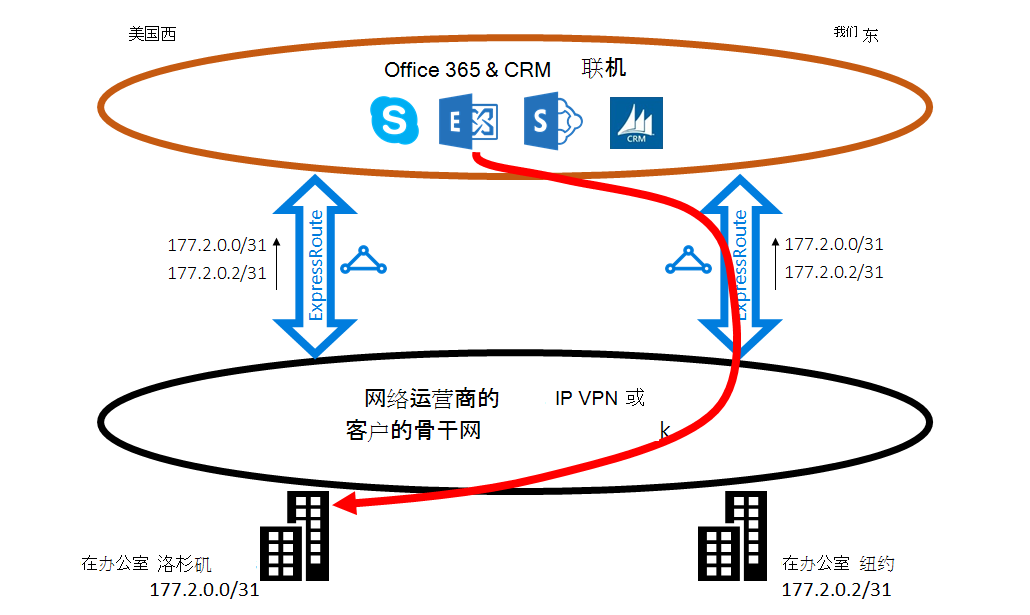 美国西
我们 东
Office 365 & CRM 联机
S
E
S
CRM
177.2.0.0/31
177.2.0.2/31
ExpressRoute
ExpressRoute
177.2.0.0/31
177.2.0.2/31
网络运营商的 IP VPN 或
客户的骨干网 k
在办公室 洛杉矶
177.2.0.0/31
在办公室 纽约
177.2.0.2/31